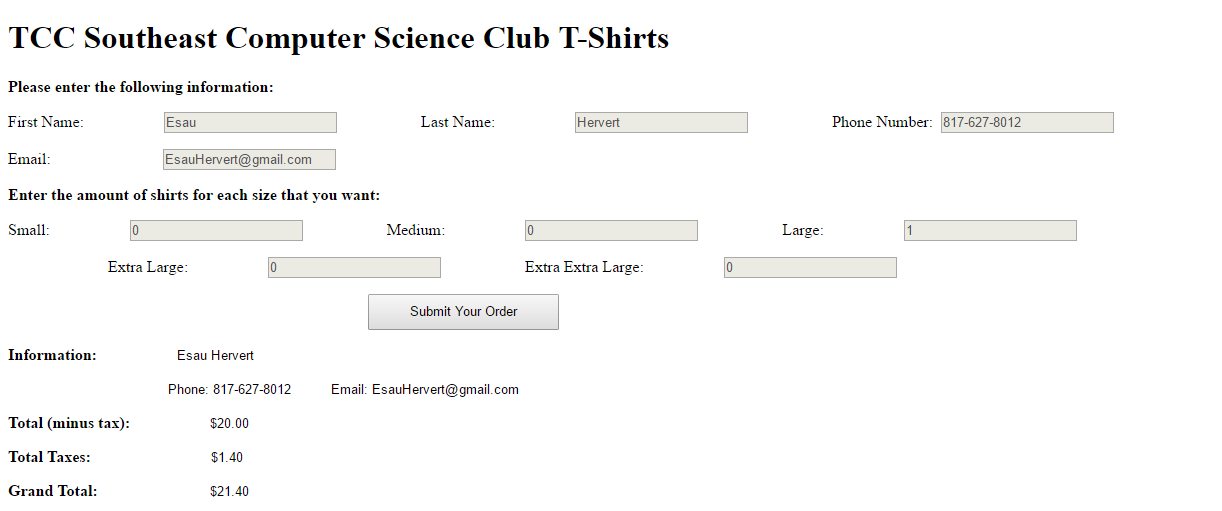 TCC Southeast Computer Science Club T-Shirts
Please enter the following information:
First Name: Esau Last Name: Hervert Phone Number: 817-627-8012
Email: EsauHervert@gmail.com
Enter the amount of shirts for each size that you want:
Small: 0 Medium: 0 Large: 1
Extra Large: 0 Extra Extra Large: 0
Submit Your Order
Information: Esau Hervert
Phone: 817-627-8012 Email: EsauHervert@gmail.com
Total (minus tax): $20.00
Total Taxes: $1.40
Grand Total: $21.40